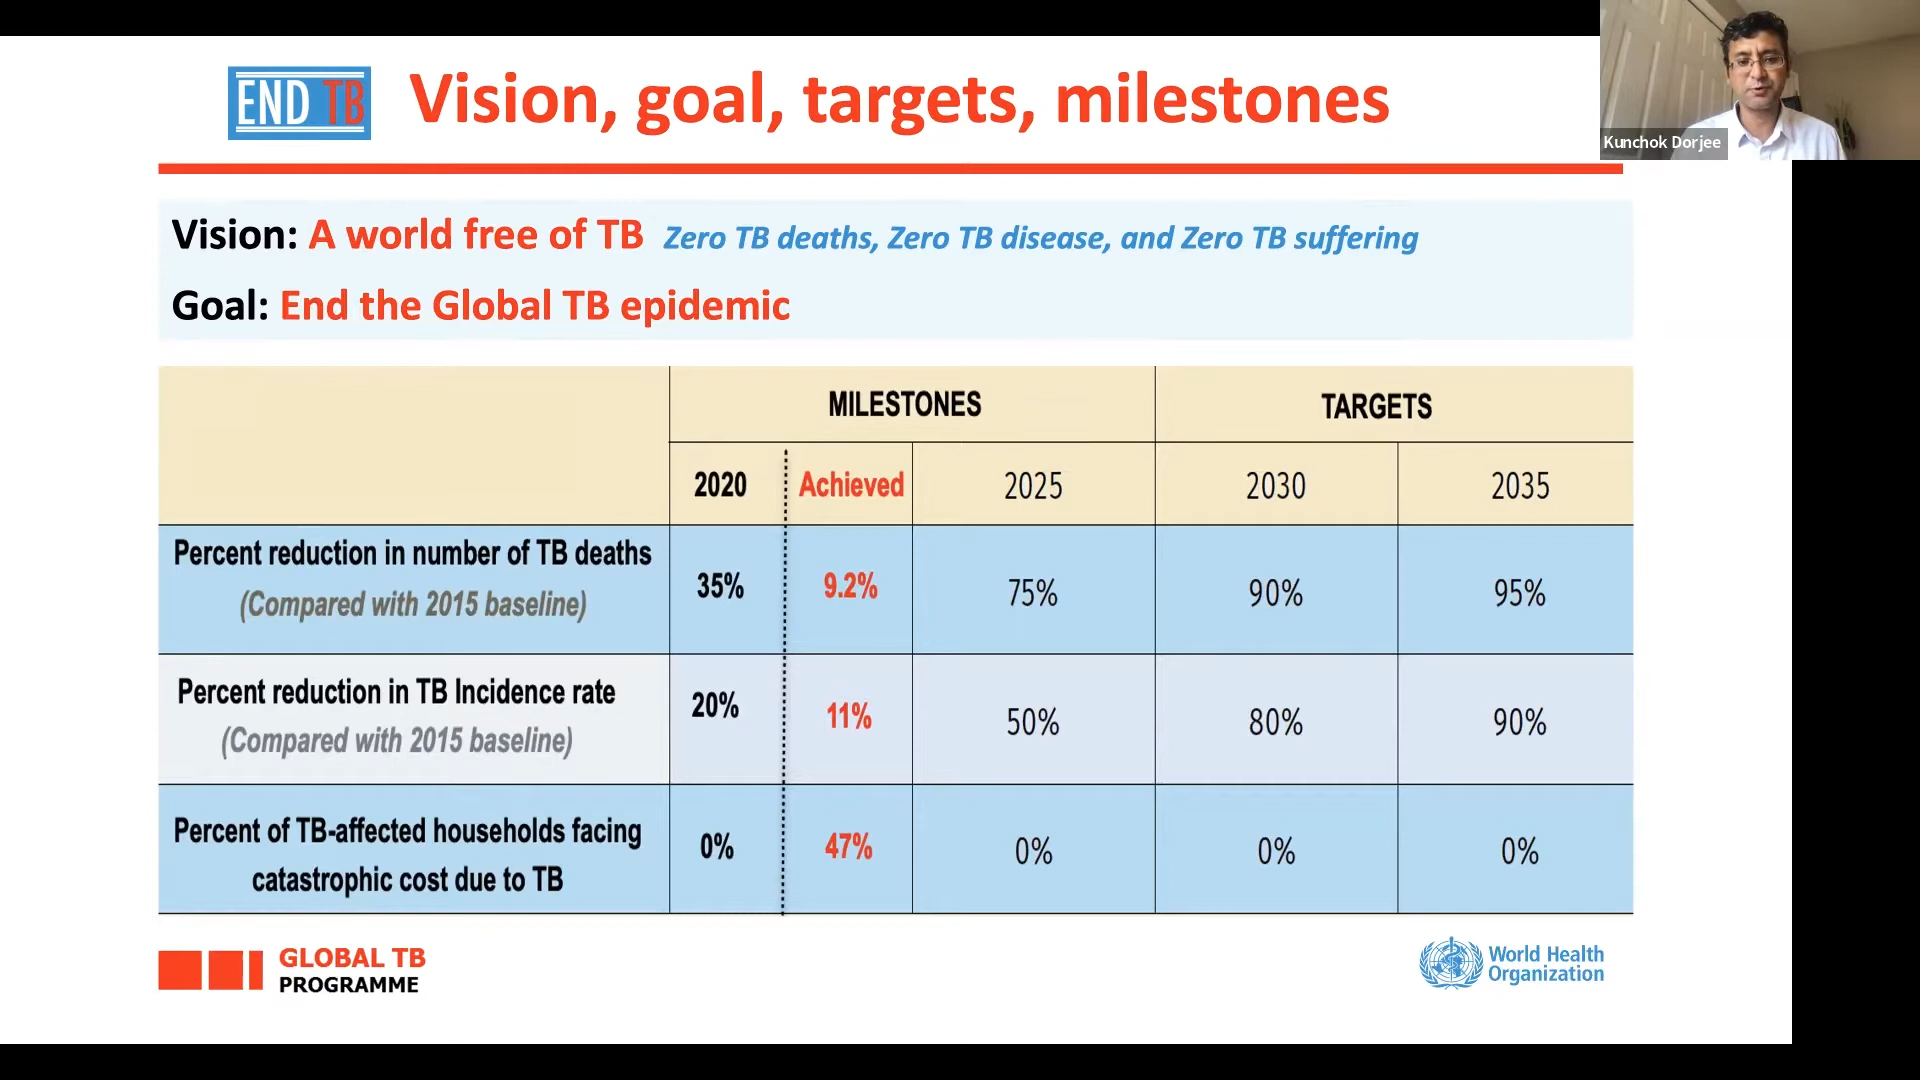 END TB
Vision, goal, targets, milestones
Kunchok Dorjee
Vision: A world free of TB Zero TB deaths, Zero TB disease, and Zero TB suffering
Goal: End the Global TB epidemic
MILESTONES TARGETS
2020 Achieved 2025 2030 2035
Percent reduction in number of TB deaths
(Compared with 2015 baseline)
35% 9.2% 75% 90% 95%
Percent reduction in TB Incidence rate
(Compared with 2015 baseline)
20% 11% 50% 80% 90%
Percent of TB-affected households facing
catastrophic cost due to TB
0% 47% 0% 0% 0%
GLOBAL TB
PROGRAMME
World Health
Organization